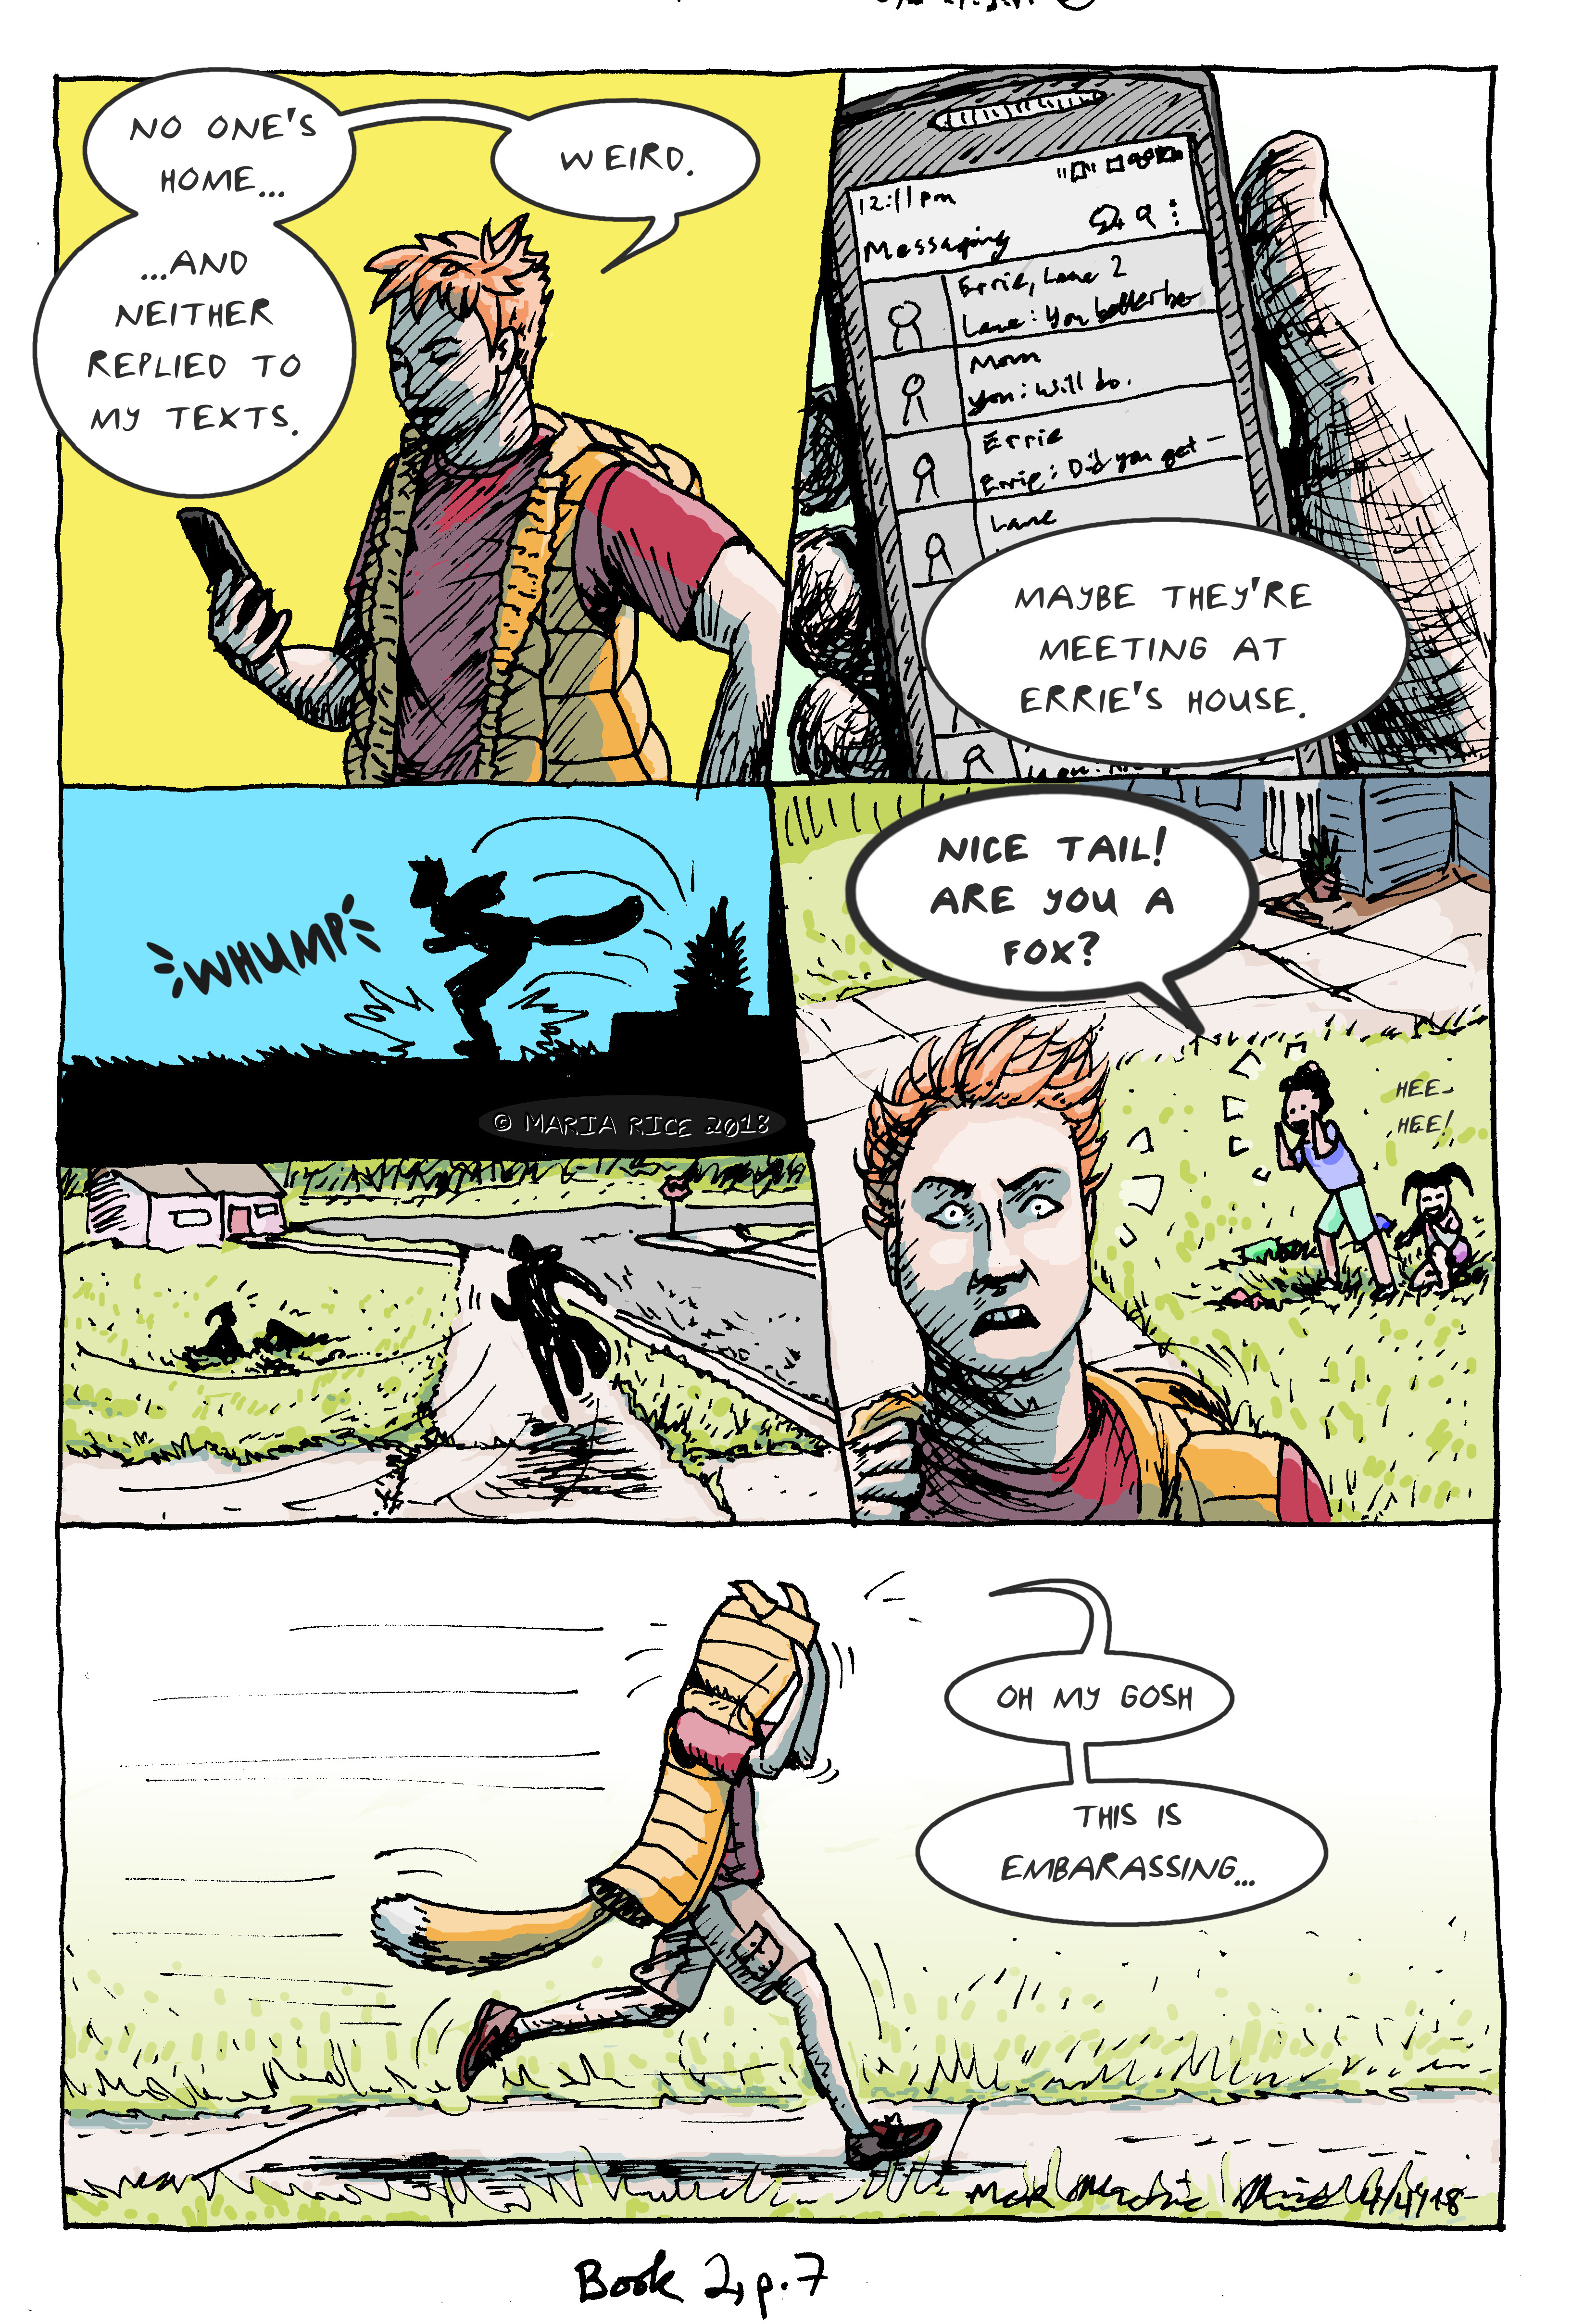 NO ONE'S
HOME...
WEIRD.
...AND
NEITHER
REPLIED TO
MY TEXTS.
12:11 pm
Messaging
Errie, Lane 2
Lane: You better be
Mom
you: will do.
Errie
Errie: Did you get —
Lane
MAYBE THEY'RE
MEETING AT
ERRIE'S HOUSE.
WHUMP
© MARIA RICE 2018
NICE TAIL!
ARE YOU A
FOX?
HEE-
HEE!
OH MY GOSH
THIS IS
EMBARASSING...
Book 2, p. 7